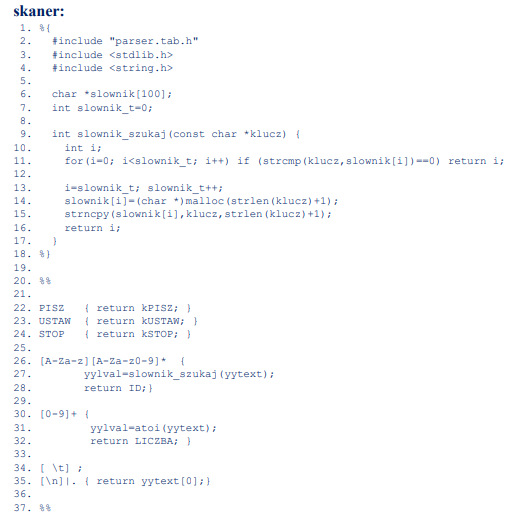 skaner:
1. %{
2.   #include "parser.tab.h"
3.   #include <stdlib.h>
4.   #include <string.h>
5.
6.   char *slownik[100];
7.   int slownik_t=0;
8.
9.   int slownik_szukaj(const char *klucz) {
10.     int i;
11.     for(i=0; i<slownik_t; i++) if (strcmp(klucz,slownik[i])==0) return i;
12.
13.     i=slownik_t; slownik_t++;
14.     slownik[i]=(char *)malloc(strlen(klucz)+1);
15.     strncpy(slownik[i],klucz,strlen(klucz)+1);
16.     return i;
17.   }
18. %}
19.
20. %%
21.
22. PISZ   { return kPISZ; }
23. USTAW  { return kUSTAW; }
24. STOP   { return kSTOP; }
25.
26. [A-Za-z][A-Za-z0-9]*  {
27.        yylval=slownik_szukaj(yytext);
28.        return ID;}
29.
30. [0-9]+ {
31.         yylval=atoi(yytext);
32.         return LICZBA; }
33.
34. [ \t] ;
35. [\n]|. { return yytext[0];}
36.
37. %%